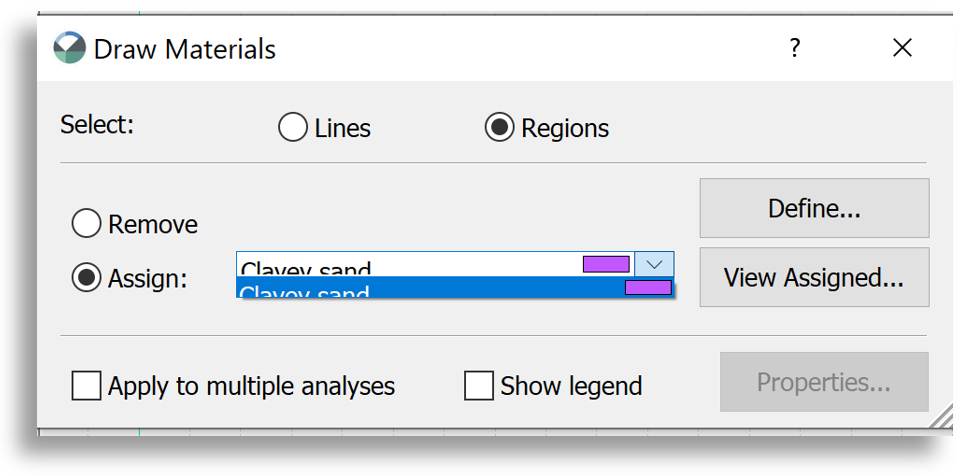 Draw Materials ? ×
Select: Lines Regions
Remove
Define...
Assign: Clayey sand
Clayey sand
View Assigned...
Apply to multiple analyses Show legend Properties...